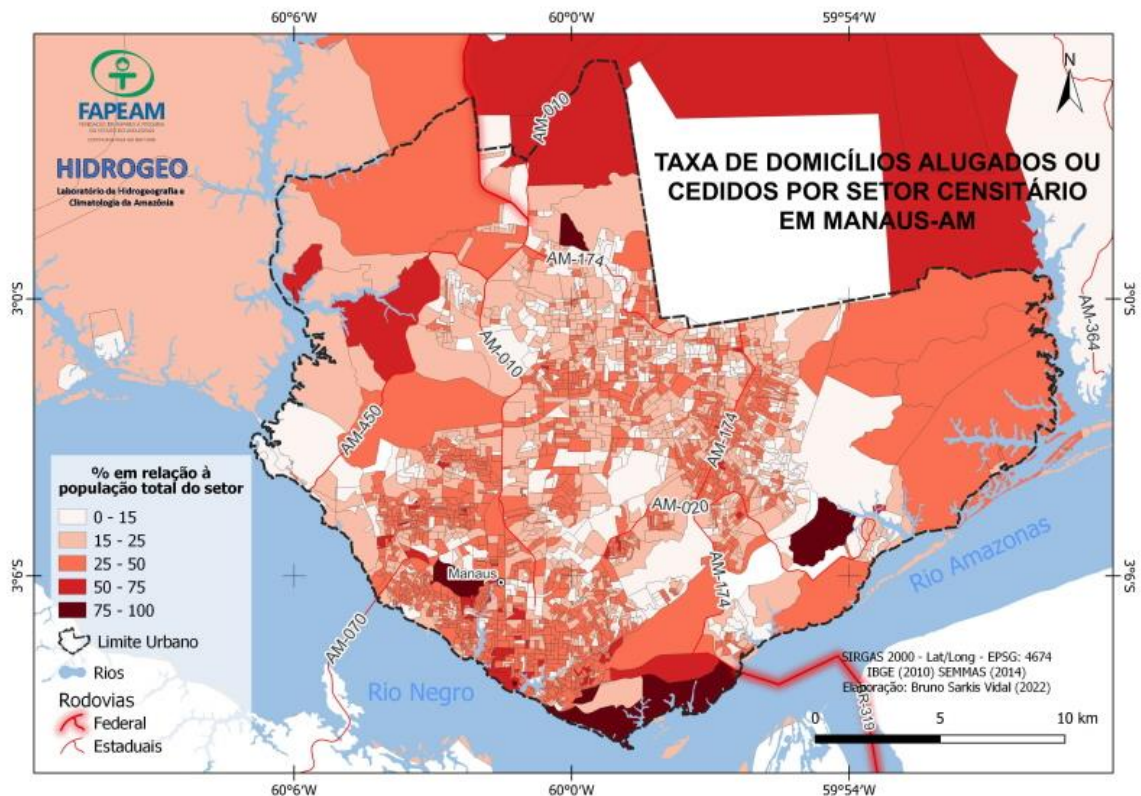 60°6'W
60°0'W
59°54'W
FAPEAM
HIDROGEO
Laboratório de Hidrogeografia e
Climatologia da Amazônia
N
TAXA DE DOMICÍLIOS ALUGADOS OU
CEDIDOS POR SETOR CENSITÁRIO
EM MANAUS-AM
AM-010
AM-174
3°0'S
3°0'S
AM-010
AM-364
AM-450
AM-174
AM-020
% em relação à
população total do setor
0 - 15
15 - 25
25 - 50
50 - 75
75 - 100
Limite Urbano
Rios
Rodovias
Federal
Estaduais
Manaus
3°6'S
AM-174
AM-070
Rio Amazonas
Rio Negro
SIRGAS 2000 - Lat/Long - EPSG: 4674
IBGE (2010) SEMMAS (2014)
Elaboração: Bruno Sarkis Vidal (2022)
R-319
0 5 10 km
60°6'W
60°0'W
59°54'W
3°6'S